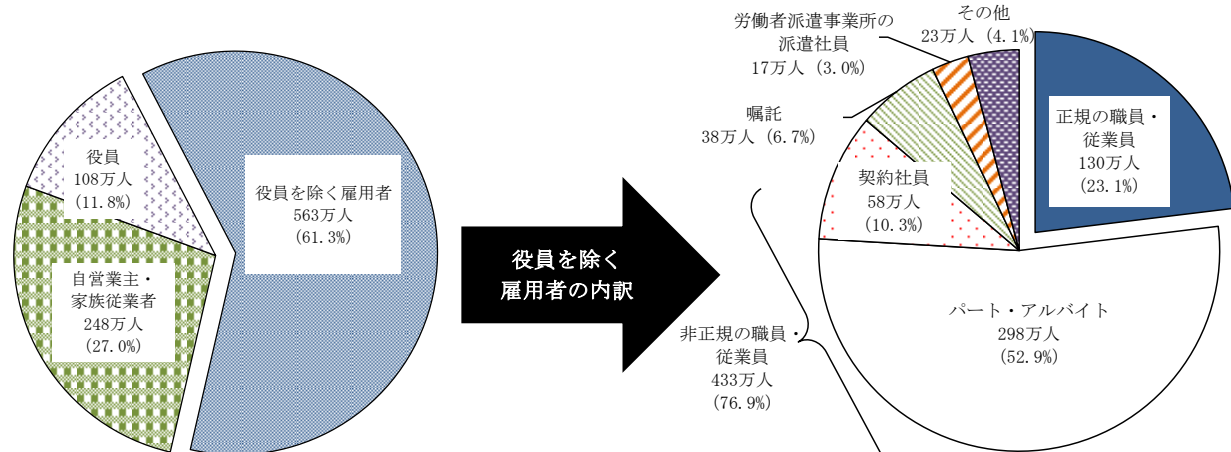 役員
108万人
(11.8%)
自営業主・
家族従業者
248万人
(27.0%)
役員を除く雇用者
563万人
(61.3%)
役員を除く
雇用者の内訳
労働者派遣事業所の
派遣社員
17万人 (3.0%)
その他
23万人 (4.1%)
嘱託
38万人 (6.7%)
契約社員
58万人
(10.3%)
正規の職員・
従業員
130万人
(23.1%)
パート・アルバイト
298万人
(52.9%)
非正規の職員・
従業員
433万人
(76.9%)